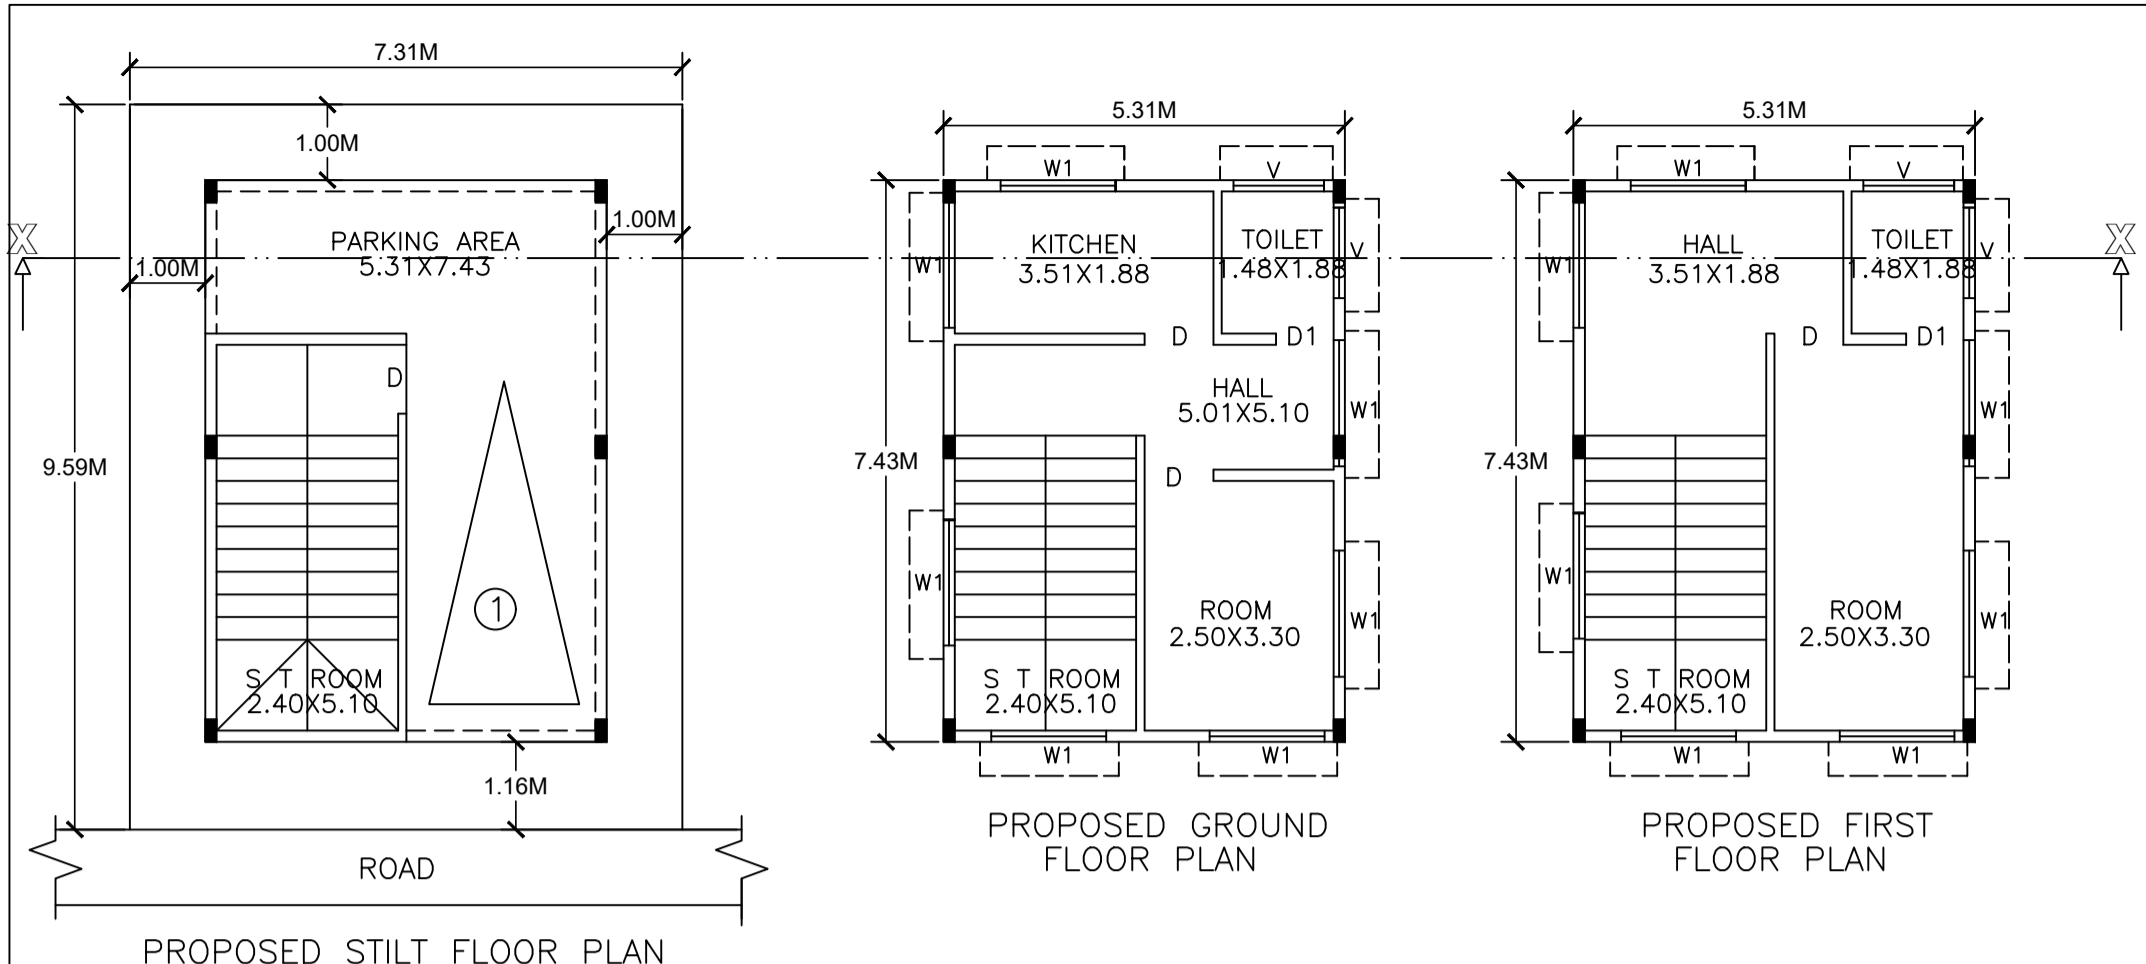 7.31M
1.00M
X
PARKING AREA
5.31X7.43
1.00M
1.00M
D
9.59M
1
S T ROOM
2.40X5.10
1.16M
ROAD
PROPOSED STILT FLOOR PLAN
5.31M
W1
V
KITCHEN
3.51X1.88
TOILET
1.48X1.88
W1
V
D
D1
HALL
5.01X5.10
W1
7.43M
D
W1
ROOM
2.50X3.30
W1
S T ROOM
2.40X5.10
W1
W1
PROPOSED GROUND
FLOOR PLAN
5.31M
W1
V
HALL
3.51X1.88
TOILET
1.48X1.88
W1
V
X
D
D1
W1
7.43M
W1
ROOM
2.50X3.30
W1
S T ROOM
2.40X5.10
W1
W1
PROPOSED FIRST
FLOOR PLAN